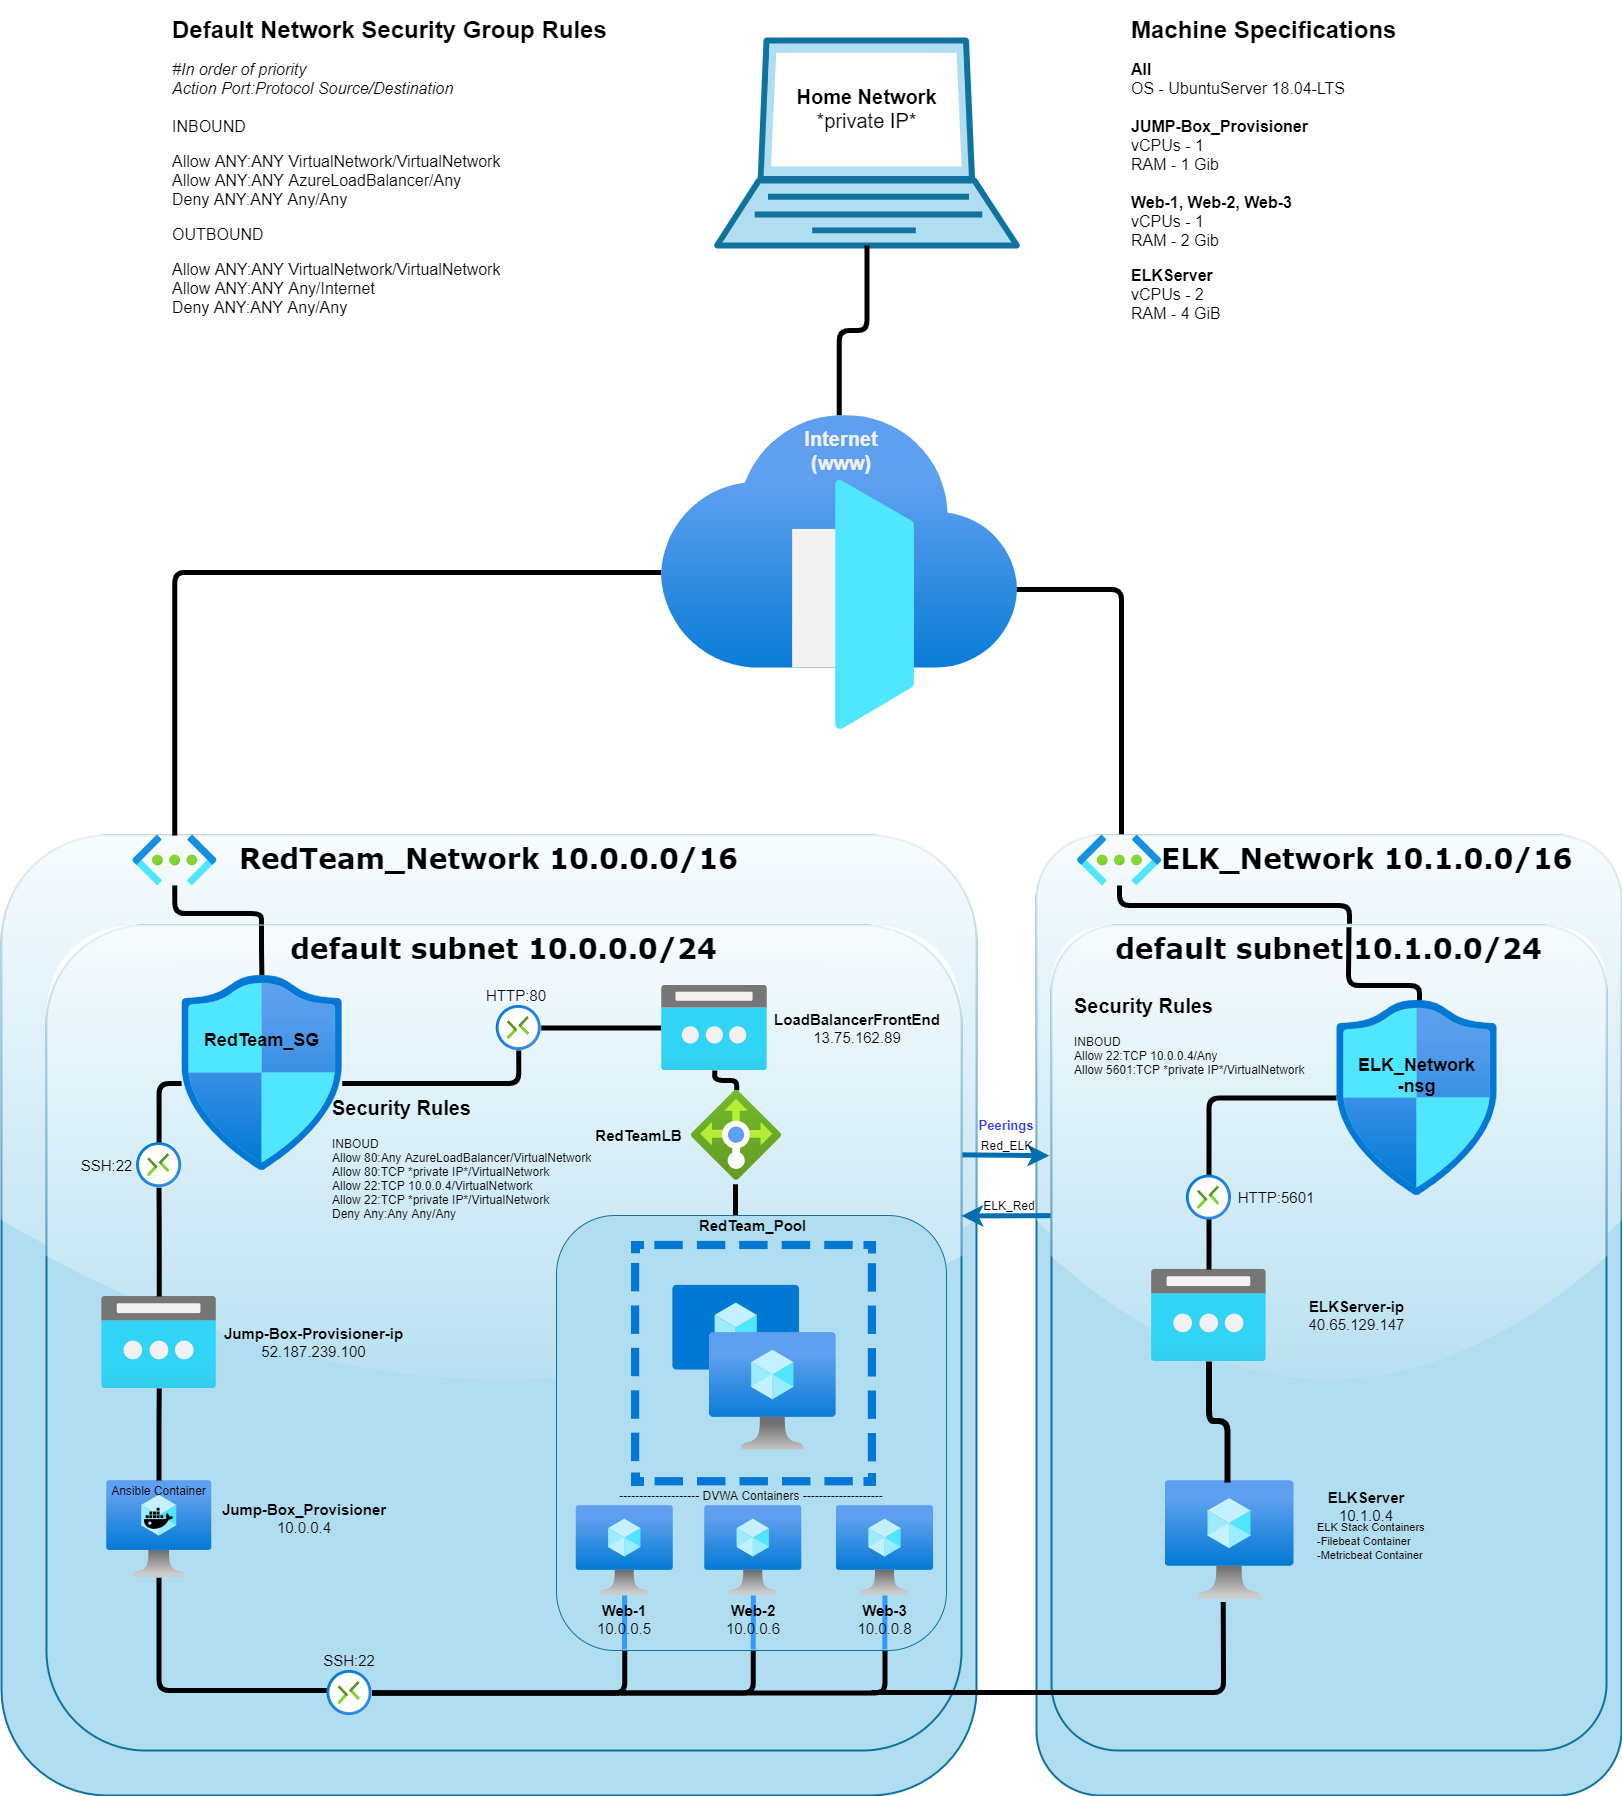 Default Network Security Group Rules
#In order of priority
Action Port:Protocol Source/Destination
INBOUND
Allow ANY:ANY VirtualNetwork/VirtualNetwork
Allow ANY:ANY AzureLoadBalancer/Any
Deny ANY:ANY Any/Any
OUTBOUND
Allow ANY:ANY VirtualNetwork/VirtualNetwork
Allow ANY:ANY Any/Internet
Deny ANY:ANY Any/Any
Home Network
*private IP*
Machine Specifications
All
OS - UbuntuServer 18.04-LTS
JUMP-Box_Provisioner
vCPUs - 1
RAM - 1 Gib
Web-1, Web-2, Web-3
vCPUs - 1
RAM - 2 Gib
ELKServer
vCPUs - 2
RAM - 4 GiB
Internet
(www)
RedTeam_Network 10.0.0.0/16
default subnet 10.0.0.0/24
RedTeam_SG
HTTP:80
LoadBalancerFrontEnd
13.75.162.89
Security Rules
INBOUD
Allow 80:Any AzureLoadBalancer/VirtualNetwork
Allow 80:TCP *private IP*/VirtualNetwork
Allow 22:TCP 10.0.0.4/VirtualNetwork
Allow 22:TCP *private IP*/VirtualNetwork
Deny Any:Any Any/Any
RedTeamLB
SSH:22
RedTeam_Pool
Jump-Box-Provisioner-ip
52.187.239.100
Ansible Container
Jump-Box_Provisioner
10.0.0.4
-------------------- DVWA Containers --------------------
Web-1
10.0.0.5
Web-2
10.0.0.6
Web-3
10.0.0.8
SSH:22
Peerings
Red_ELK
ELK_Red
ELK_Network 10.1.0.0/16
default subnet 10.1.0.0/24
Security Rules
INBOUD
Allow 22:TCP 10.0.0.4/Any
Allow 5601:TCP *private IP*/VirtualNetwork
ELK_Network
-nsg
HTTP:5601
ELKServer-ip
40.65.129.147
ELKServer
10.1.0.4
ELK Stack Containers
-Filebeat Container
-Metricbeat Container